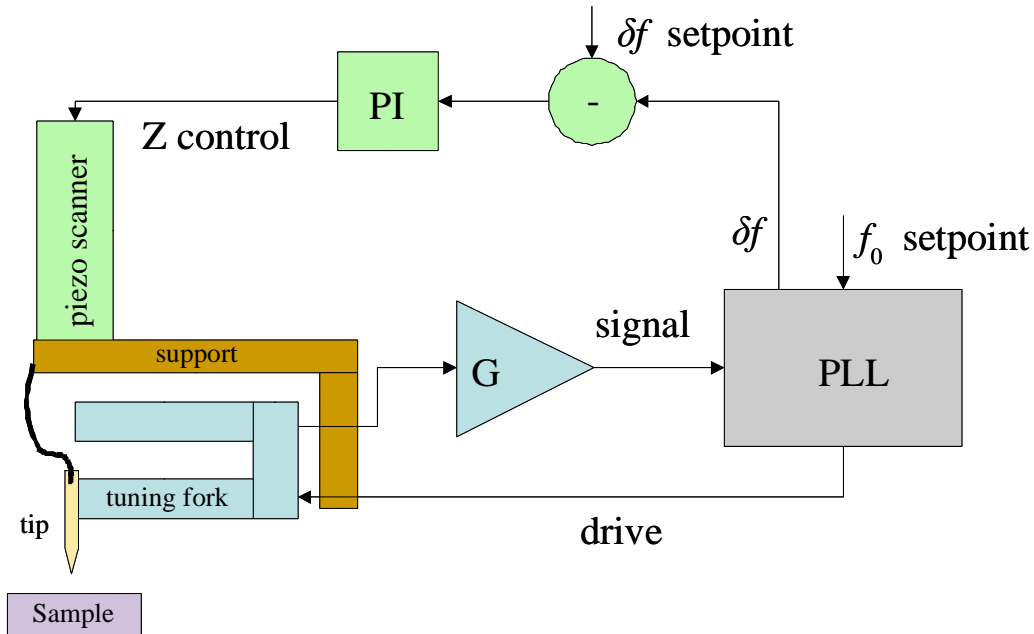 δf setpoint
PI
-
Z control
piezo scanner
δf
f₀ setpoint
support
G
signal
PLL
tuning fork
tip
drive
Sample